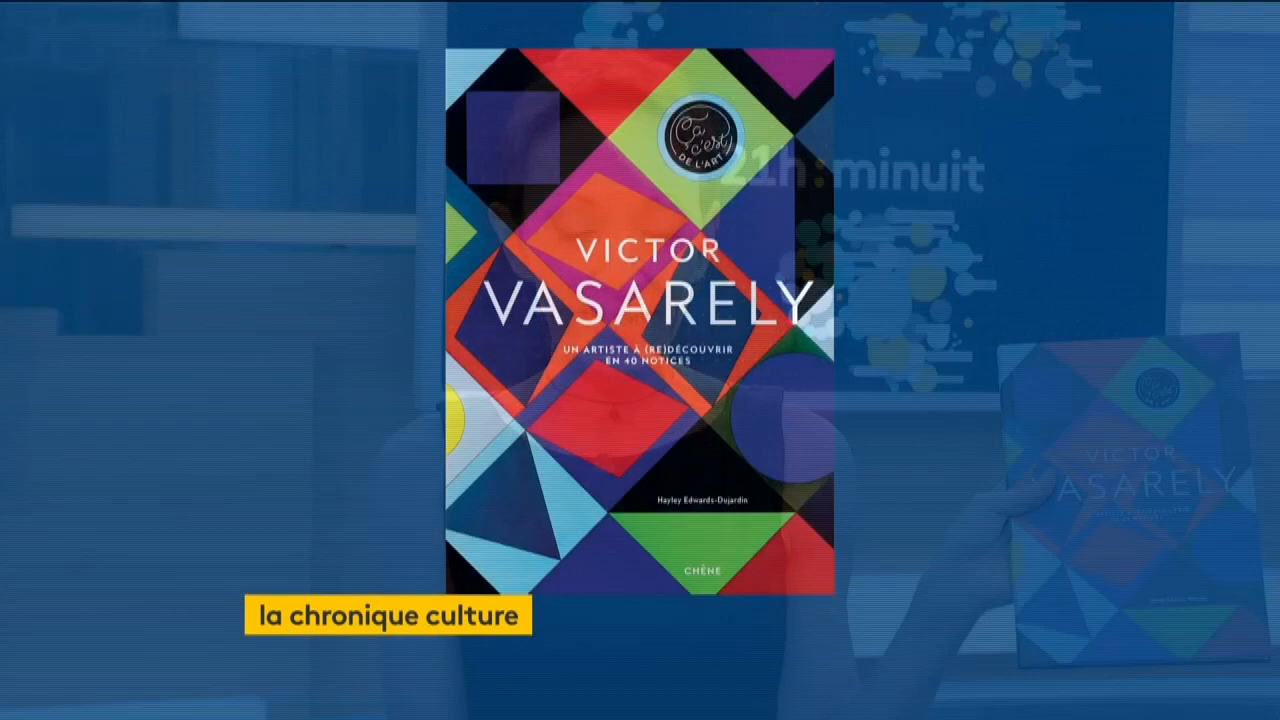 Ça
c'est
DE L'ART
21h:minuit
VICTOR
VASARELY
UN ARTISTE À (RE)DÉCOUVRIR
EN 40 NOTICES
Hayley Edwards-Dujardin
CHÊNE
VICTOR
VASARELY
la chronique culture